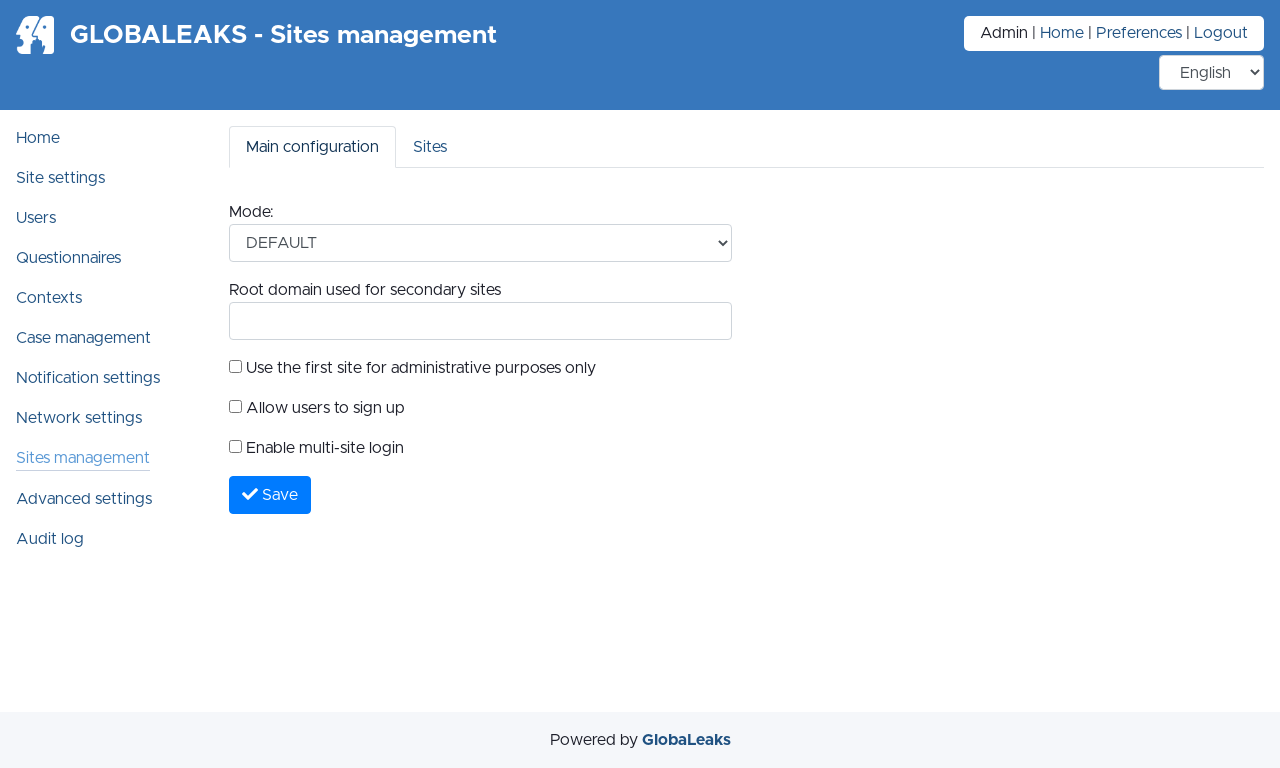 GLOBALEAKS - Sites management
Admin | Home | Preferences | Logout
English
Home
Site settings
Users
Questionnaires
Contexts
Case management
Notification settings
Network settings
Sites management
Advanced settings
Audit log
Main configuration
Sites
Mode:
DEFAULT
Root domain used for secondary sites
Use the first site for administrative purposes only
Allow users to sign up
Enable multi-site login
Save
Powered by GlobaLeaks